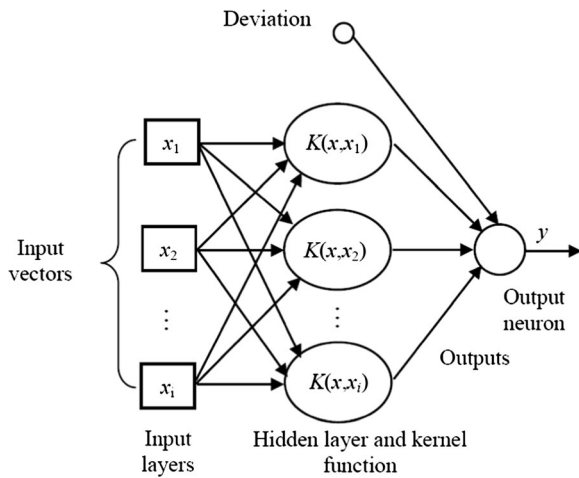 Deviation
x₁
K(x,x₁)
Input
vectors
x₂
K(x,x₂)
y
Output
neuron
⋮
⋮
Outputs
xᵢ
K(x,xᵢ)
Input
layers
Hidden layer and kernel
function